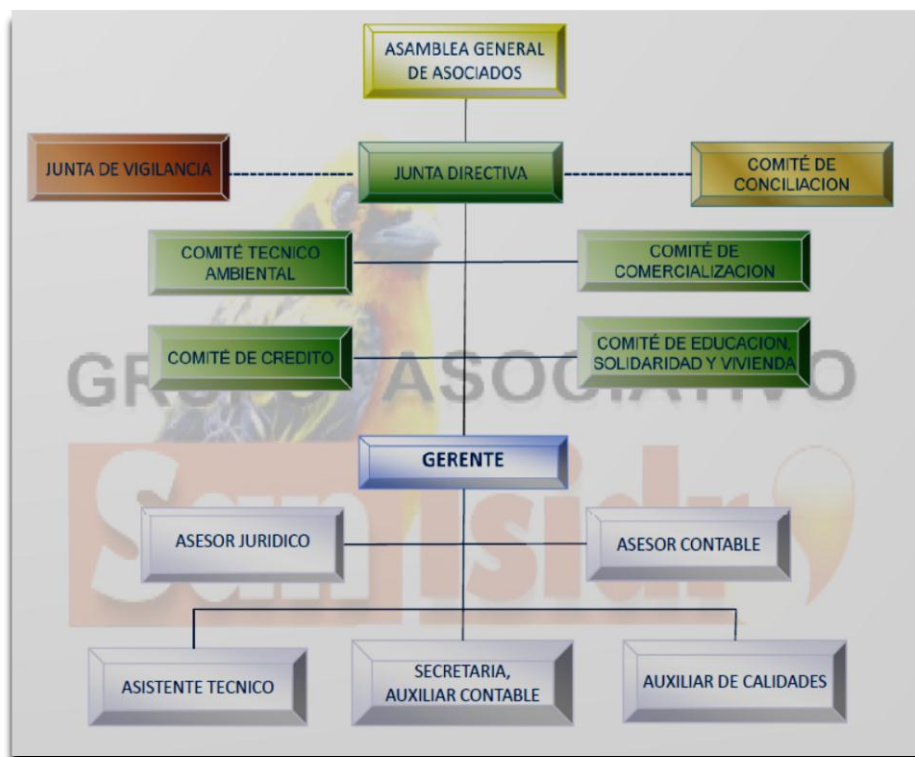 ASAMBLEA GENERAL
DE ASOCIADOS
JUNTA DE VIGILANCIA
JUNTA DIRECTIVA
COMITÉ DE
CONCILIACION
COMITÉ TECNICO
AMBIENTAL
COMITÉ DE
COMERCIALIZACION
COMITÉ DE CREDITO
COMITÉ DE EDUCACION,
SOLIDARIDAD Y VIVIENDA
GRUPO ASOCIATIVO
GERENTE
San Isidro
ASESOR JURIDICO
ASESOR CONTABLE
ASISTENTE TECNICO
SECRETARIA,
AUXILIAR CONTABLE
AUXILIAR DE CALIDADES